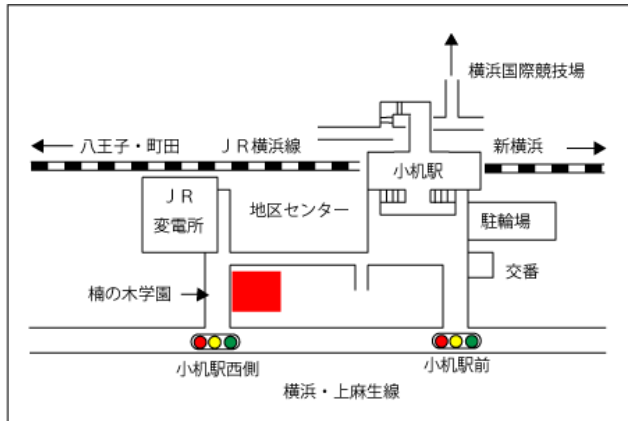 横浜国際競技場
八王子・町田
JR横浜線
新横浜
小机駅
JR
変電所
地区センター
駐輪場
交番
楠の木学園
小机駅西側
小机駅前
横浜・上麻生線